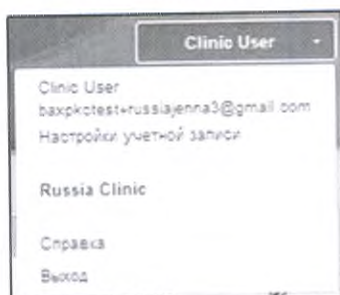 Clinic User
Clinic User
baxpkctest+russiajenna3@gmail.com
Настройки учетной записи
Russia Clinic
Справка
Выход